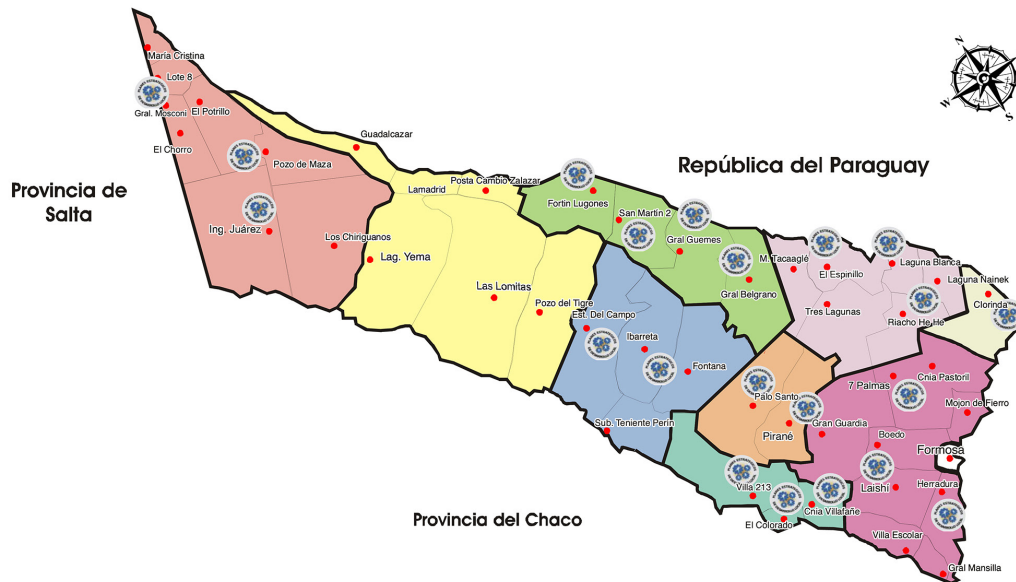 María Cristina
Lote 8
Gral. Mosconi
El Potrillo
El Chorro
Pozo de Maza
Guadalcazar
Ing. Juárez
Los Chiriguanos
Lamadrid
Posta Cambio Zalazar
Lag. Yema
Las Lomitas
Pozo del Tigre
Fortin Lugones
San Martin 2
Gral Guemes
Gral Belgrano
República del Paraguay
Provincia de
Salta
N
W
S
M. Tacaaglé
El Espinillo
Laguna Blanca
Laguna Nainek
Clorinda
Tres Lagunas
Riacho He He
Est. Del Campo
Ibarreta
Fontana
Sub. Teniente Perín
Palo Santo
Pirané
7 Palmas
Cnia Pastoril
Mojon de Fierro
Gran Guardia
Boedo
Formosa
Laishí
Herradura
Villa 213
El Colorado
Cnia Villafañe
Villa Escolar
Gral Mansilla
Provincia del Chaco